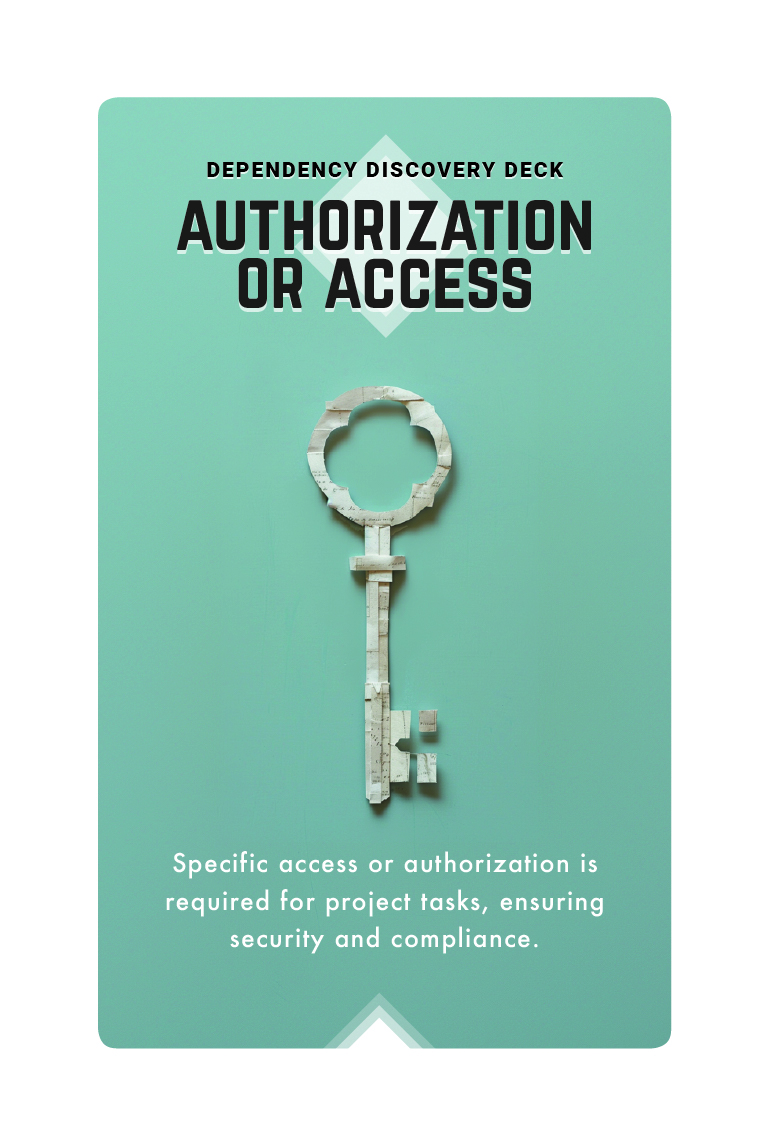 DEPENDENCY DISCOVERY DECK
AUTHORIZATION
OR ACCESS
Specific access or authorization is
required for project tasks, ensuring
security and compliance.